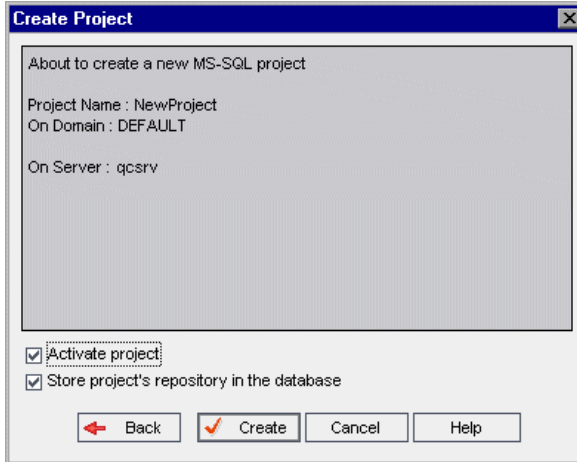 Create Project
About to create a new MS-SQL project
Project Name : NewProject
On Domain : DEFAULT
On Server : qcsrv
Activate project
Store project's repository in the database
Back
Create
Cancel
Help